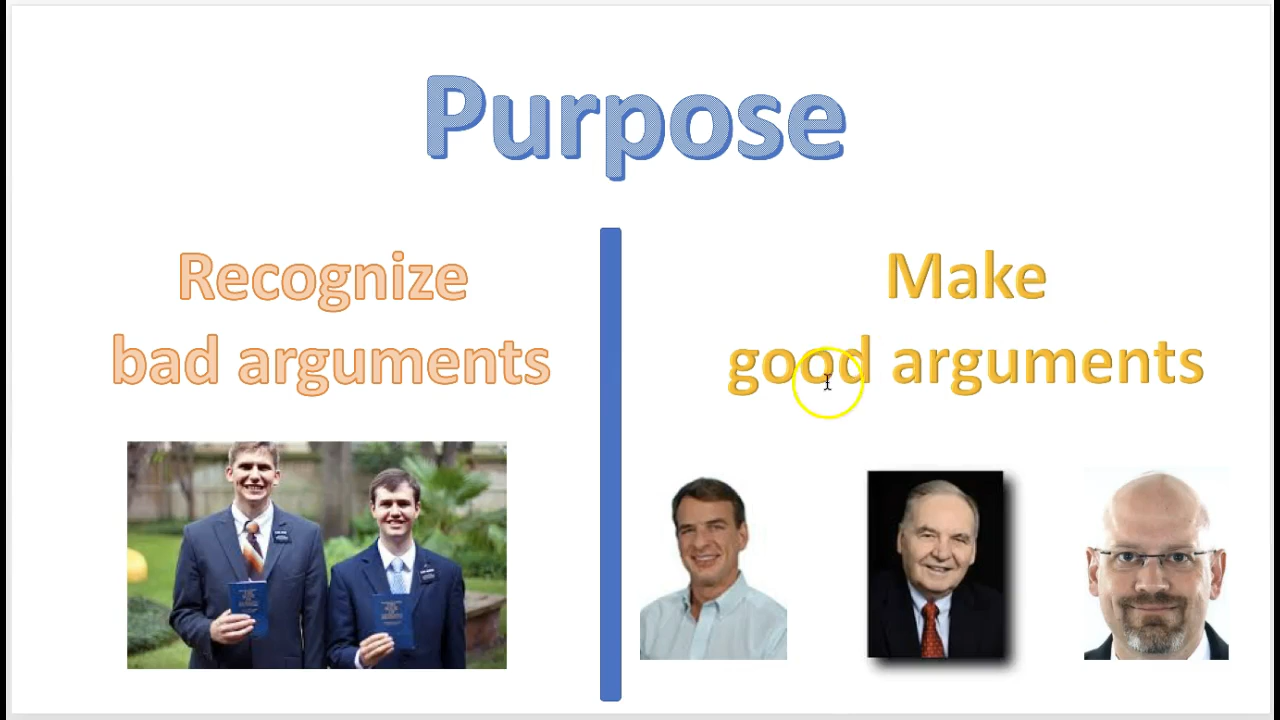 Purpose
Recognize
bad arguments
Make
good arguments